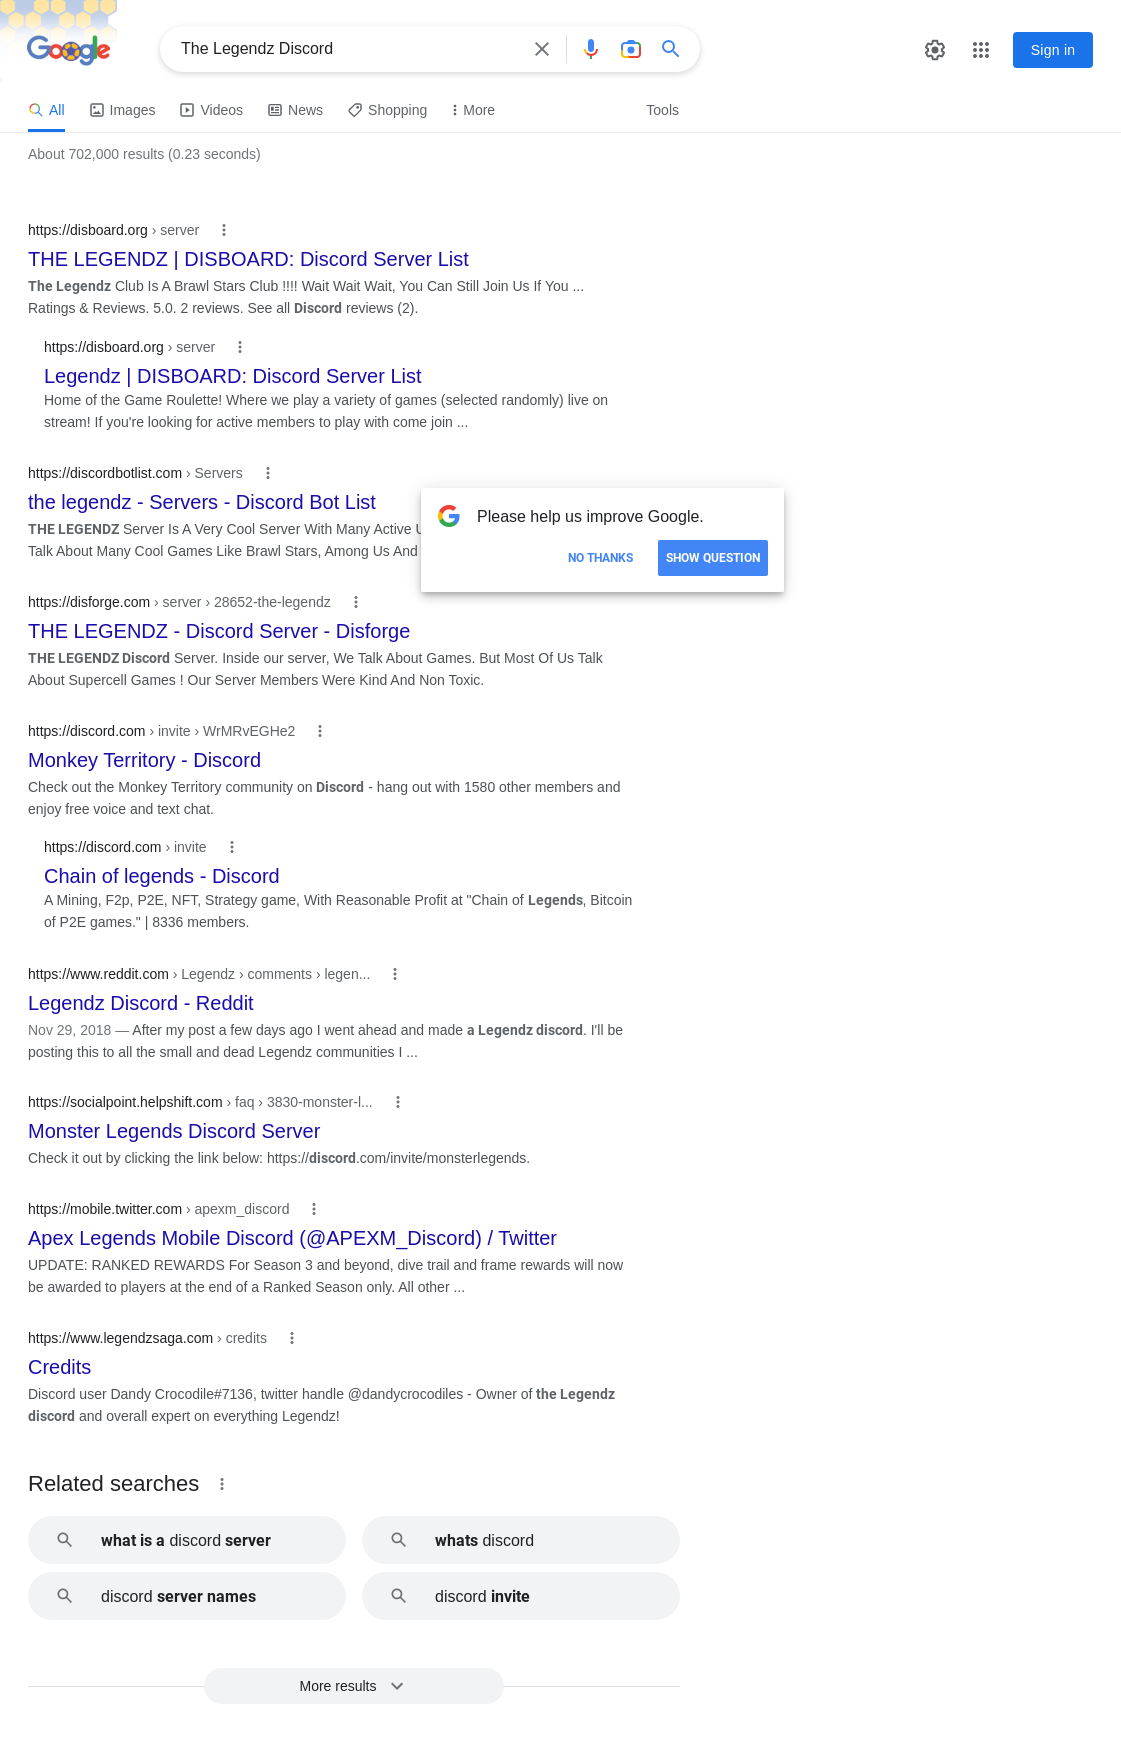 Google
The Legendz Discord
Sign in
All
Images
Videos
News
Shopping
More
Tools
About 702,000 results (0.23 seconds)
https://disboard.org › server
THE LEGENDZ | DISBOARD: Discord Server List
The Legendz Club Is A Brawl Stars Club !!!! Wait Wait Wait, You Can Still Join Us If You ...
Ratings & Reviews. 5.0. 2 reviews. See all Discord reviews (2).
https://disboard.org › server
Legendz | DISBOARD: Discord Server List
Home of the Game Roulette! Where we play a variety of games (selected randomly) live on
stream! If you're looking for active members to play with come join ...
https://discordbotlist.com › Servers
the legendz - Servers - Discord Bot List
THE LEGENDZ Server Is A Very Cool Server With Many Active
Talk About Many Cool Games Like Brawl Stars, Among Us And
Please help us improve Google.
NO THANKS
SHOW QUESTION
https://disforge.com › server › 28652-the-legendz
THE LEGENDZ - Discord Server - Disforge
THE LEGENDZ Discord Server. Inside our server, We Talk About Games. But Most Of Us Talk
About Supercell Games ! Our Server Members Were Kind And Non Toxic.
https://discord.com › invite › WrMRvEGHe2
Monkey Territory - Discord
Check out the Monkey Territory community on Discord - hang out with 1580 other members and
enjoy free voice and text chat.
https://discord.com › invite
Chain of legends - Discord
A Mining, F2p, P2E, NFT, Strategy game, With Reasonable Profit at "Chain of Legends, Bitcoin
of P2E games." | 8336 members.
https://www.reddit.com › Legendz › comments › legen...
Legendz Discord - Reddit
Nov 29, 2018 — After my post a few days ago I went ahead and made a Legendz discord. I'll be
posting this to all the small and dead Legendz communities I ...
https://socialpoint.helpshift.com › faq › 3830-monster-l...
Monster Legends Discord Server
Check it out by clicking the link below: https://discord.com/invite/monsterlegends.
https://mobile.twitter.com › apexm_discord
Apex Legends Mobile Discord (@APEXM_Discord) / Twitter
UPDATE: RANKED REWARDS For Season 3 and beyond, dive trail and frame rewards will now
be awarded to players at the end of a Ranked Season only. All other ...
https://www.legendzsaga.com › credits
Credits
Discord user Dandy Crocodile#7136, twitter handle @dandycrocodiles - Owner of the Legendz
discord and overall expert on everything Legendz!
Related searches
what is a discord server
whats discord
discord server names
discord invite
More results